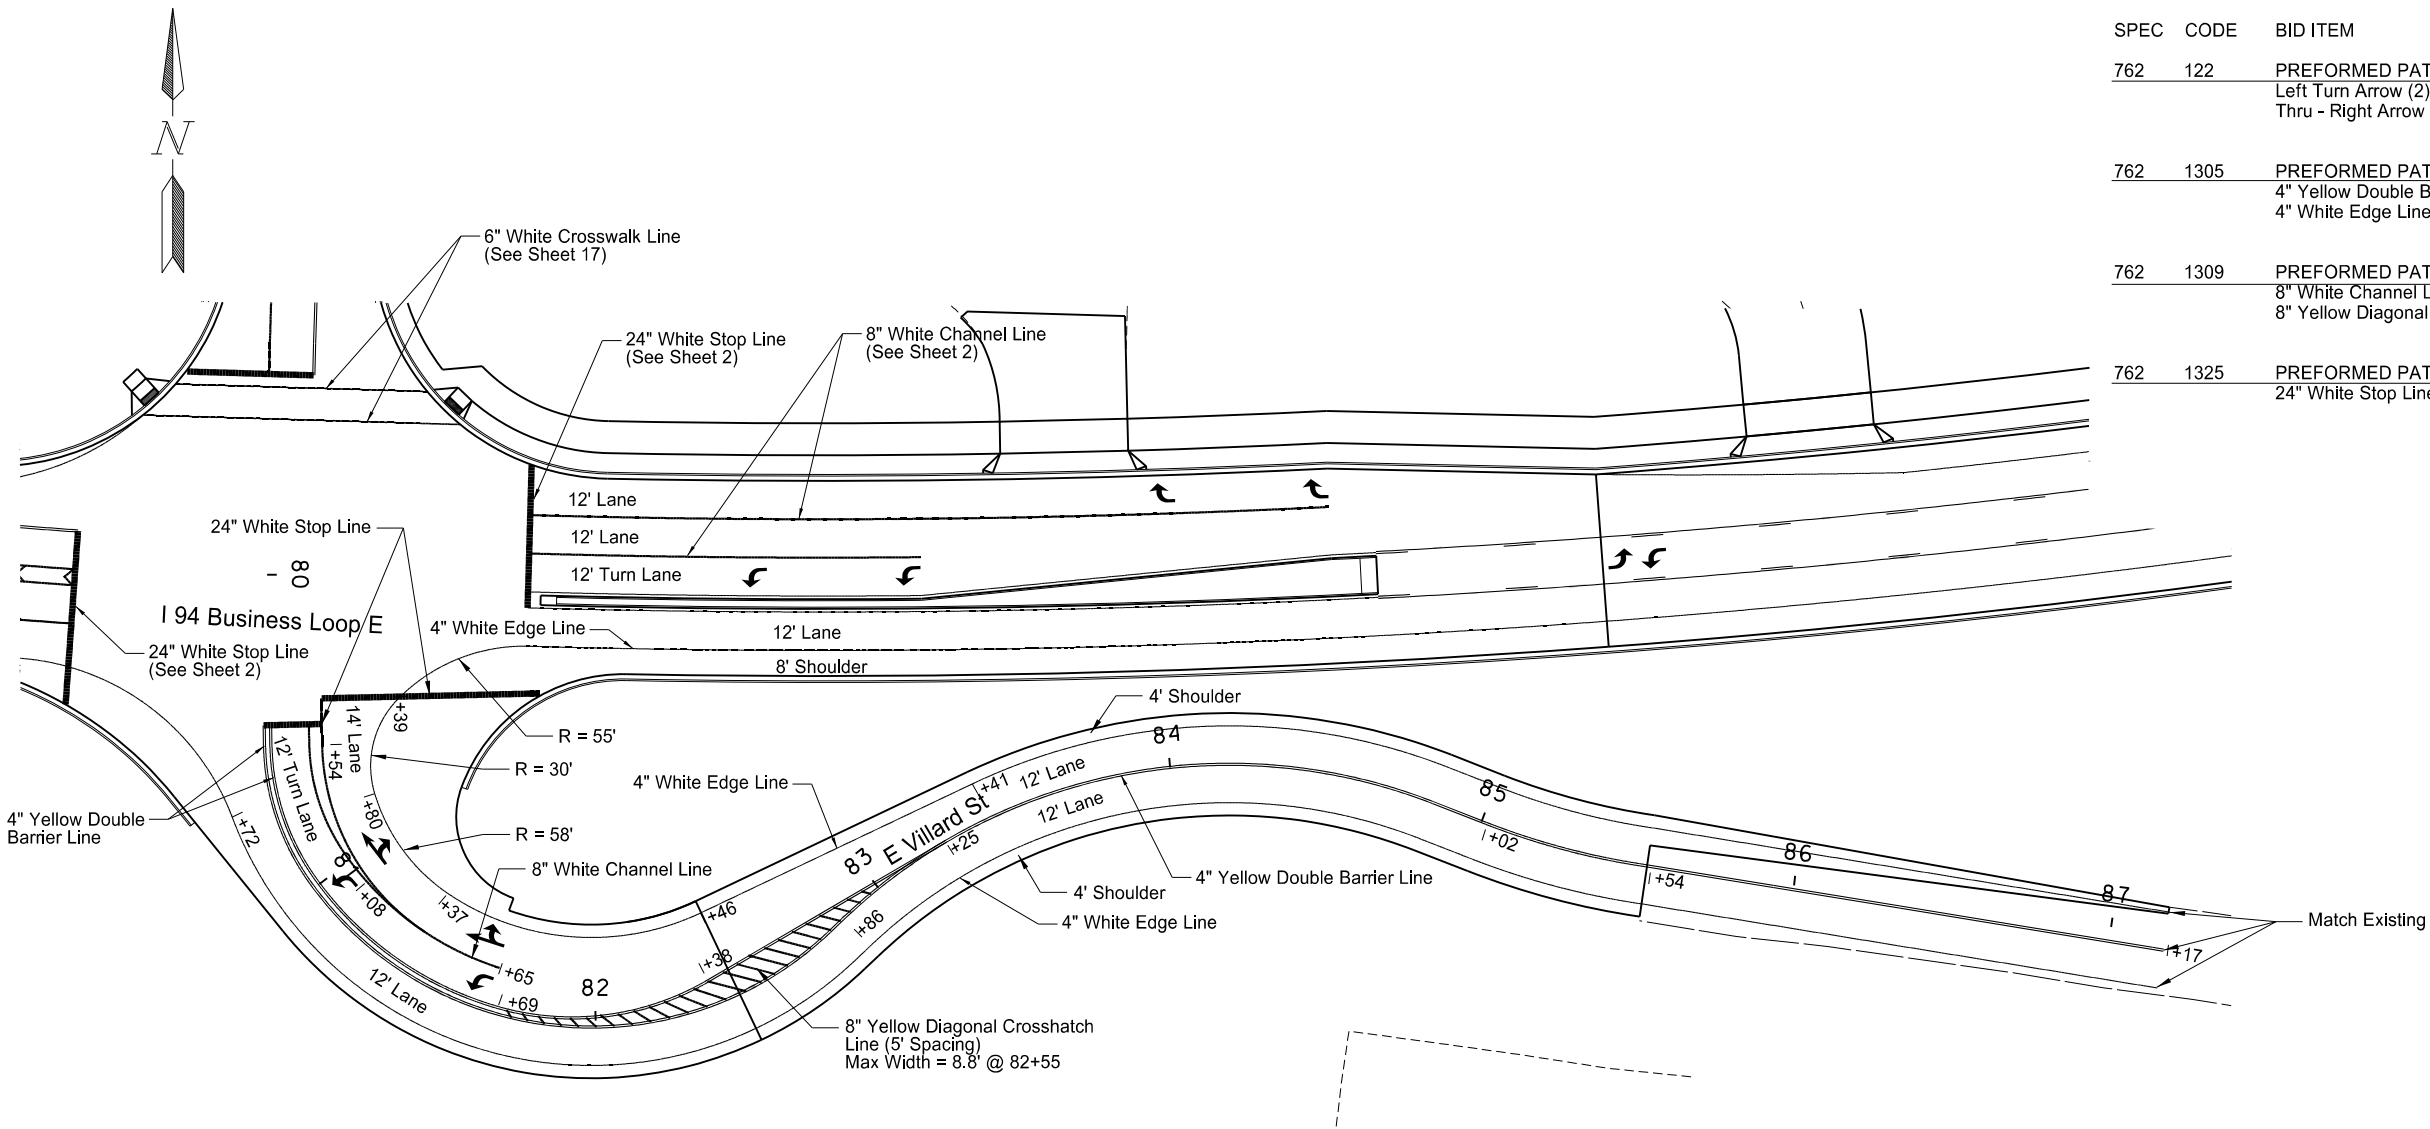 SPEC CODE BID ITEM
762 122 PREFORMED PAT
Left Turn Arrow (2)
Thru - Right Arrow
762 1305 PREFORMED PAT
4" Yellow Double B
4" White Edge Line
762 1309 PREFORMED PAT
8" White Channel L
8" Yellow Diagonal
762 1325 PREFORMED PAT
24" White Stop Line
N
6" White Crosswalk Line
(See Sheet 17)
24" White Stop Line
(See Sheet 2)
8" White Channel Line
(See Sheet 2)
12' Lane
12' Lane
12' Turn Lane
24" White Stop Line
80
I 94 Business Loop E
24" White Stop Line
(See Sheet 2)
4" White Edge Line
12' Lane
8' Shoulder
4' Shoulder
+39
14' Lane
+54
12' Turn Lane
+80
R = 55'
R = 30'
R = 58'
4" White Edge Line
4" Yellow Double
Barrier Line
+72
8" White Channel Line
+08
+37
+65
+69
12' Lane
82
+46
+38
83
E Villard St
+41
12' Lane
12' Lane
84
+25
+86
4' Shoulder
4" White Edge Line
4" Yellow Double Barrier Line
85
+02
+54
86
87
+17
Match Existing
8" Yellow Diagonal Crosshatch
Line (5' Spacing)
Max Width = 8.8' @ 82+55